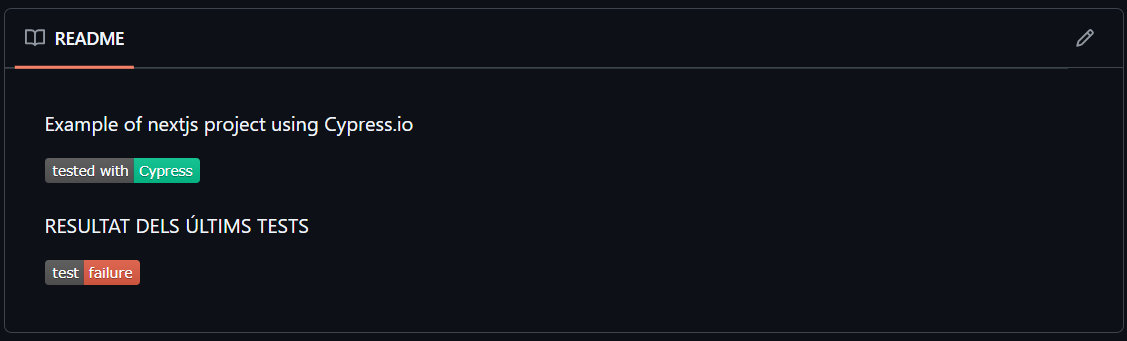 README
Example of nextjs project using Cypress.io
tested with Cypress
RESULTAT DELS ÚLTIMS TESTS
test failure